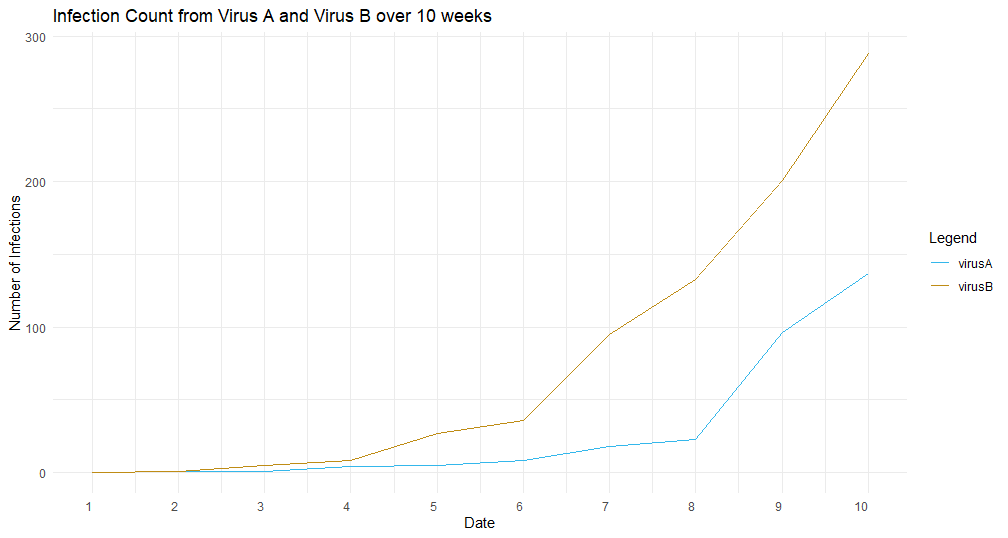 Infection Count from Virus A and Virus B over 10 weeks
300
200
100
0
Number of Infections
1 2 3 4 5 6 7 8 9 10
Date
Legend
virusA
virusB